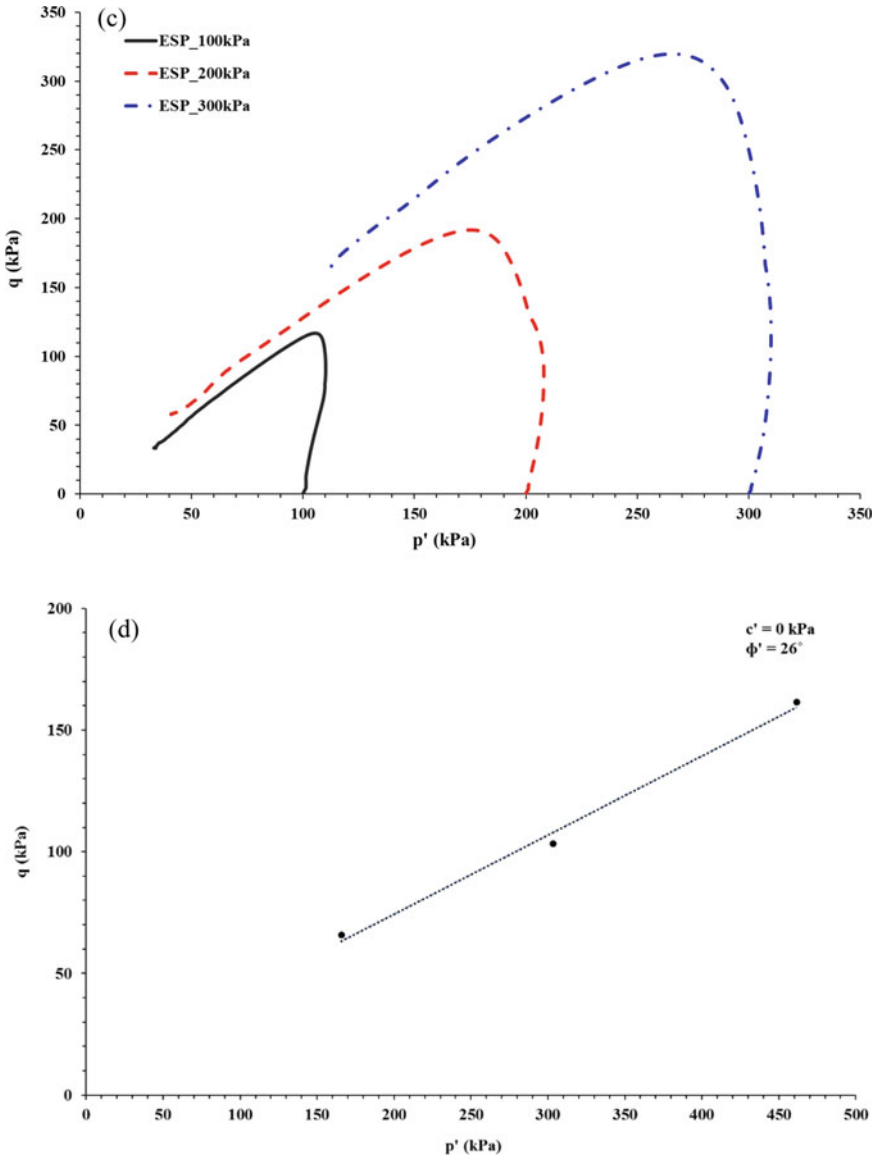 (c)
ESP_100kPa
ESP_200kPa
ESP_300kPa
350
300
250
200
150
100
50
0
q (kPa)
0 50 100 150 200 250 300 350
p' (kPa)
(d)
c' = 0 kPa
ϕ' = 26°
200
150
100
50
0
q (kPa)
0 50 100 150 200 250 300 350 400 450 500
p' (kPa)